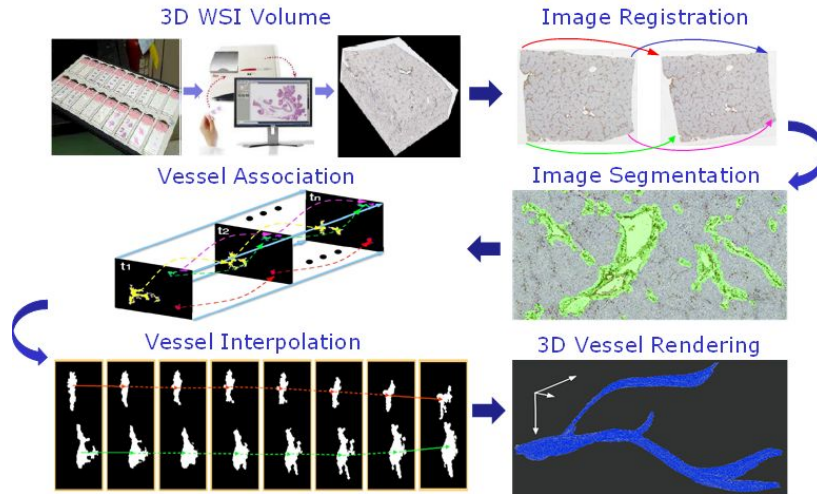 3D WSI Volume
Image Registration
Vessel Association
Image Segmentation
tn
t2
t1
Vessel Interpolation
3D Vessel Rendering